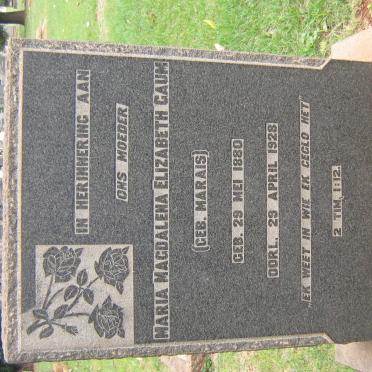 IN HERINNERING AAN
ONS MOEDER
MARIA MAGDALENA ELIZABETH GAUM
(GEB. MARAIS)
GEB. 29 MEI 1880
OORL. 29 APRIL 1928
„EK WEET IN WIE EK GEGLO HET"
2 TIM. 1:12.